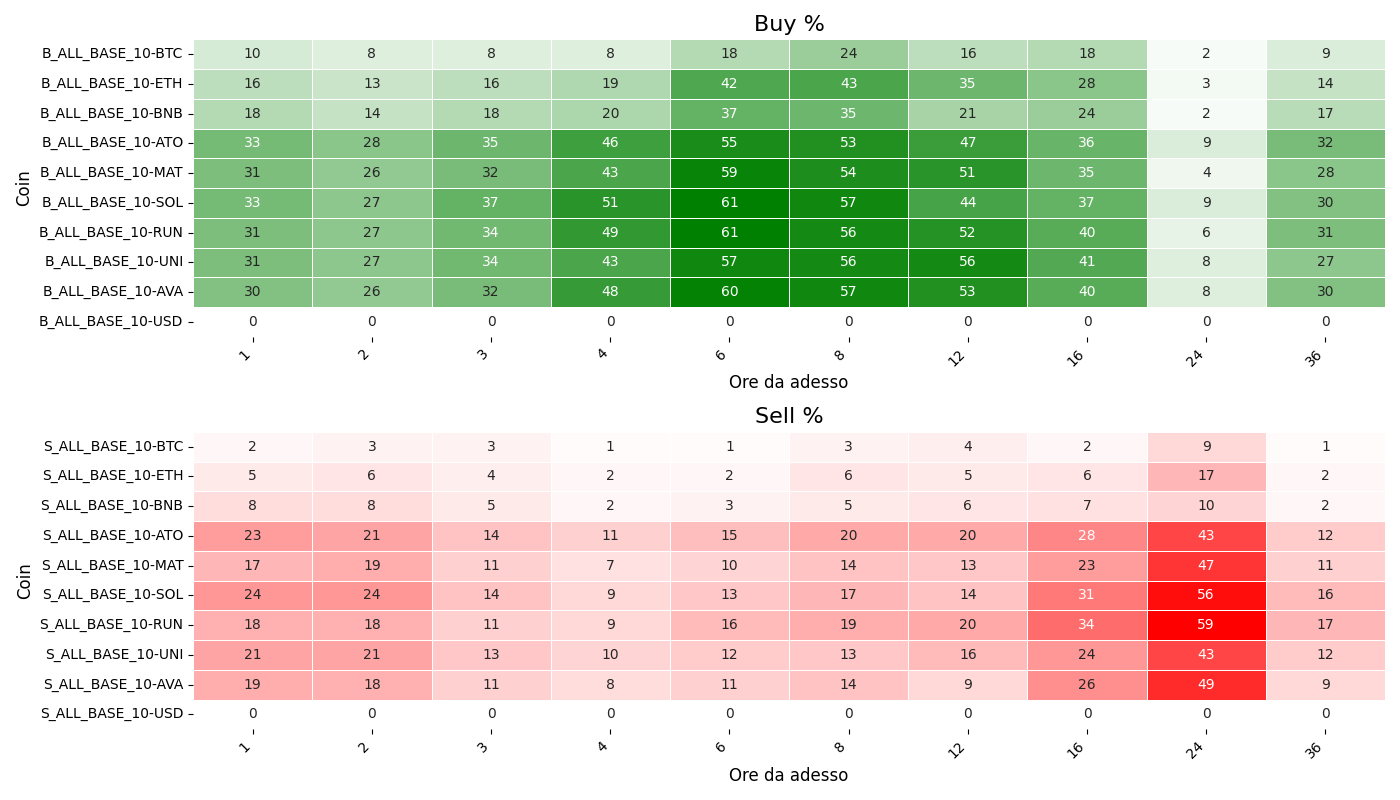 Buy %
Coin
B_ALL_BASE_10-BTC 10 8 8 8 18 24 16 18 2 9
B_ALL_BASE_10-ETH 16 13 16 19 42 43 35 28 3 14
B_ALL_BASE_10-BNB 18 14 18 20 37 35 21 24 2 17
B_ALL_BASE_10-ATO 33 28 35 46 55 53 47 36 9 32
B_ALL_BASE_10-MAT 31 26 32 43 59 54 51 35 4 28
B_ALL_BASE_10-SOL 33 27 37 51 61 57 44 37 9 30
B_ALL_BASE_10-RUN 31 27 34 49 61 56 52 40 6 31
B_ALL_BASE_10-UNI 31 27 34 43 57 56 56 41 8 27
B_ALL_BASE_10-AVA 30 26 32 48 60 57 53 40 8 30
B_ALL_BASE_10-USD 0 0 0 0 0 0 0 0 0 0
1 2 3 4 6 8 12 16 24 36
Ore da adesso
Sell %
Coin
S_ALL_BASE_10-BTC 2 3 3 1 1 3 4 2 9 1
S_ALL_BASE_10-ETH 5 6 4 2 2 6 5 6 17 2
S_ALL_BASE_10-BNB 8 8 5 2 3 5 6 7 10 2
S_ALL_BASE_10-ATO 23 21 14 11 15 20 20 28 43 12
S_ALL_BASE_10-MAT 17 19 11 7 10 14 13 23 47 11
S_ALL_BASE_10-SOL 24 24 14 9 13 17 14 31 56 16
S_ALL_BASE_10-RUN 18 18 11 9 16 19 20 34 59 17
S_ALL_BASE_10-UNI 21 21 13 10 12 13 16 24 43 12
S_ALL_BASE_10-AVA 19 18 11 8 11 14 9 26 49 9
S_ALL_BASE_10-USD 0 0 0 0 0 0 0 0 0 0
1 2 3 4 6 8 12 16 24 36
Ore da adesso